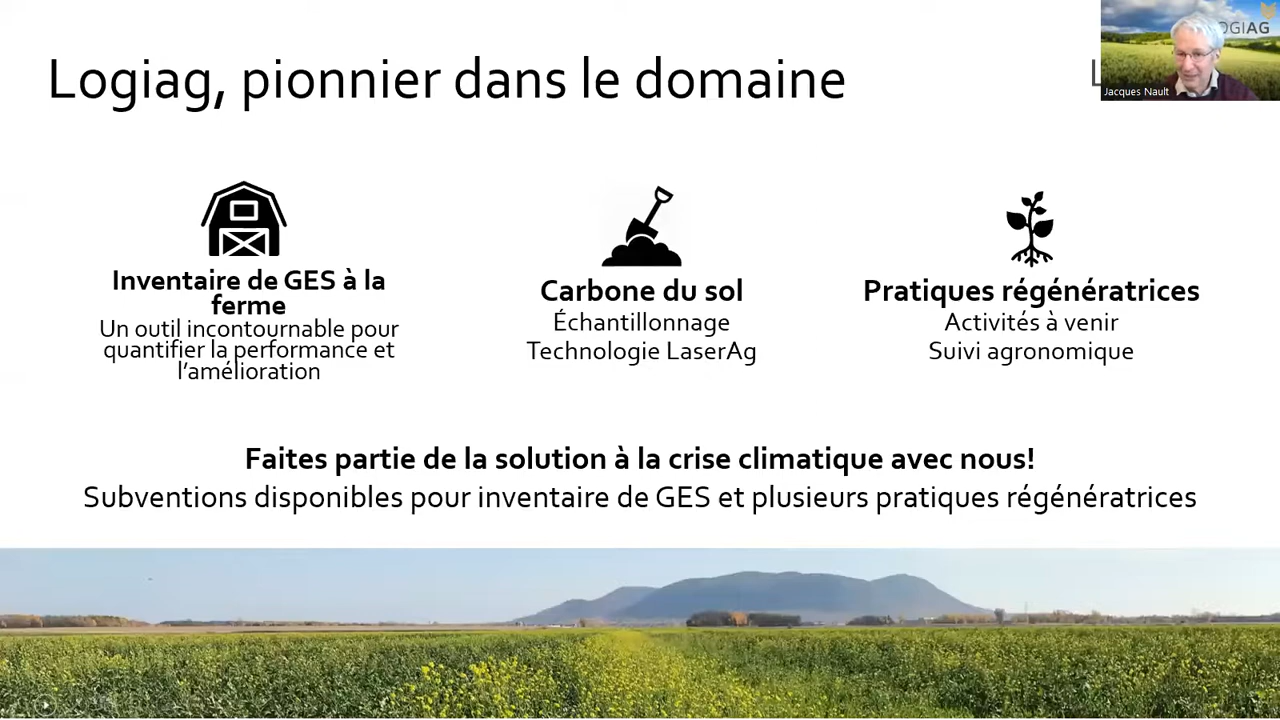 Logiag, pionnier dans le domaine
L
OGIAG
Jacques Nault
Inventaire de GES à la
ferme
Un outil incontournable pour
quantifier la performance et
l’amélioration
Carbone du sol
Échantillonnage
Technologie LaserAg
Pratiques régénératrices
Activités à venir
Suivi agronomique
Faites partie de la solution à la crise climatique avec nous!
Subventions disponibles pour inventaire de GES et plusieurs pratiques régénératrices